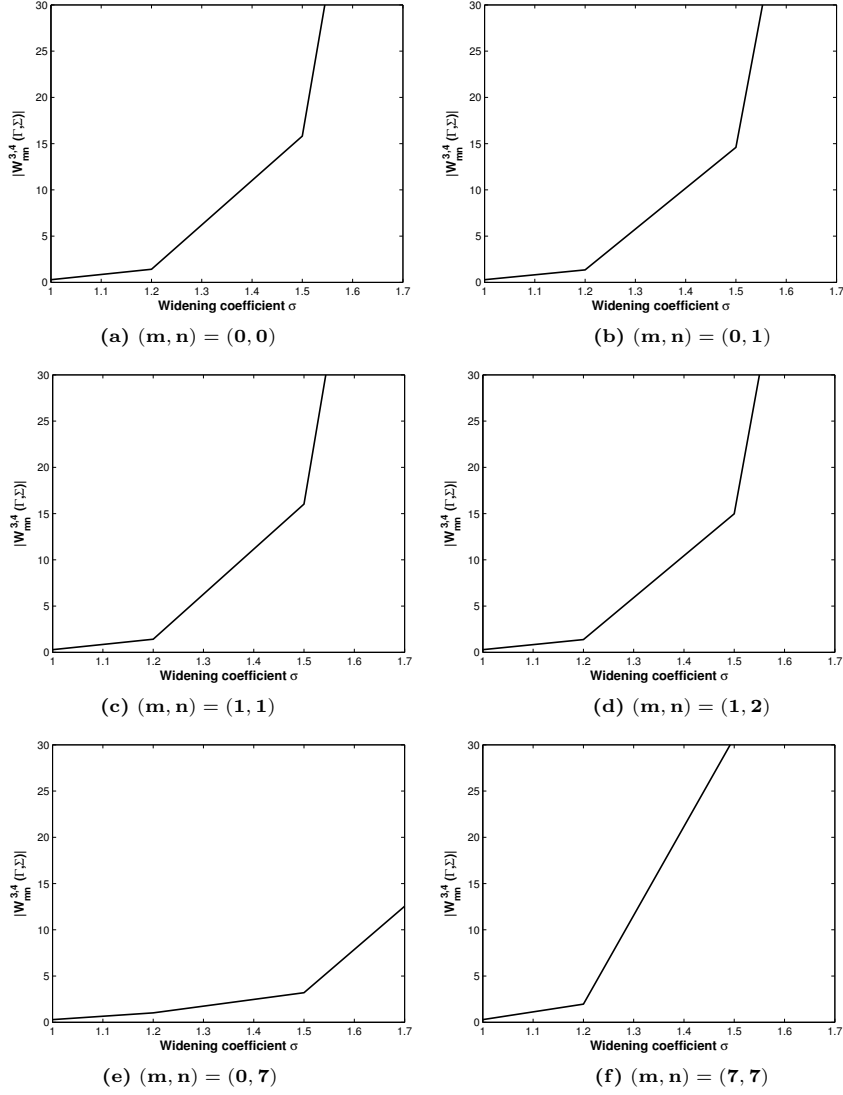 30
25
20
15
10
5
0
|W_mn^3,4 (Γ,Σ)|
1 1.1 1.2 1.3 1.4 1.5 1.6 1.7
Widening coefficient σ
(a) (m, n) = (0, 0)
30
25
20
15
10
5
0
|W_mn^3,4 (Γ,Σ)|
1 1.1 1.2 1.3 1.4 1.5 1.6 1.7
Widening coefficient σ
(b) (m, n) = (0, 1)
30
25
20
15
10
5
0
|W_mn^3,4 (Γ,Σ)|
1 1.1 1.2 1.3 1.4 1.5 1.6 1.7
Widening coefficient σ
(c) (m, n) = (1, 1)
30
25
20
15
10
5
0
|W_mn^3,4 (Γ,Σ)|
1 1.1 1.2 1.3 1.4 1.5 1.6 1.7
Widening coefficient σ
(d) (m, n) = (1, 2)
30
25
20
15
10
5
0
|W_mn^3,4 (Γ,Σ)|
1 1.1 1.2 1.3 1.4 1.5 1.6 1.7
Widening coefficient σ
(e) (m, n) = (0, 7)
30
25
20
15
10
5
0
|W_mn^3,4 (Γ,Σ)|
1 1.1 1.2 1.3 1.4 1.5 1.6 1.7
Widening coefficient σ
(f) (m, n) = (7, 7)